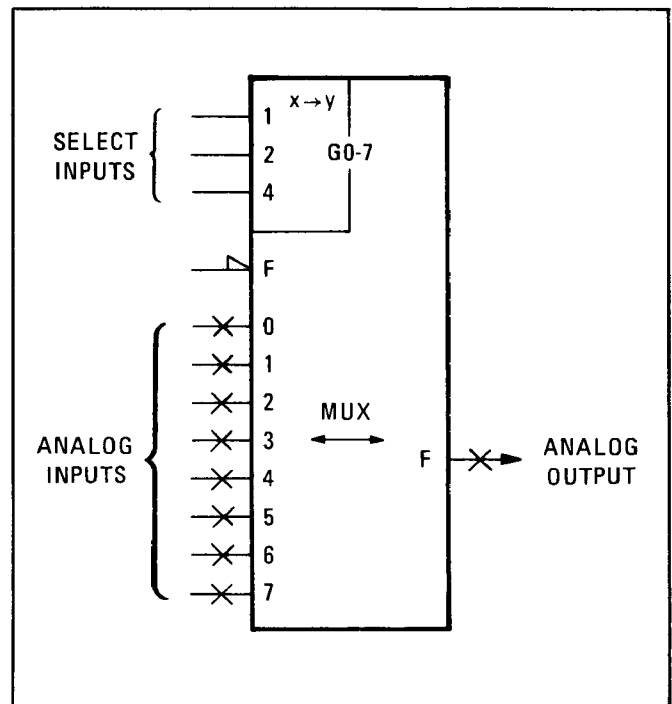 x→y
1
SELECT
INPUTS
2
G0-7
4
F
0
1
2
MUX
3
ANALOG
INPUTS
F
ANALOG
OUTPUT
4
5
6
7